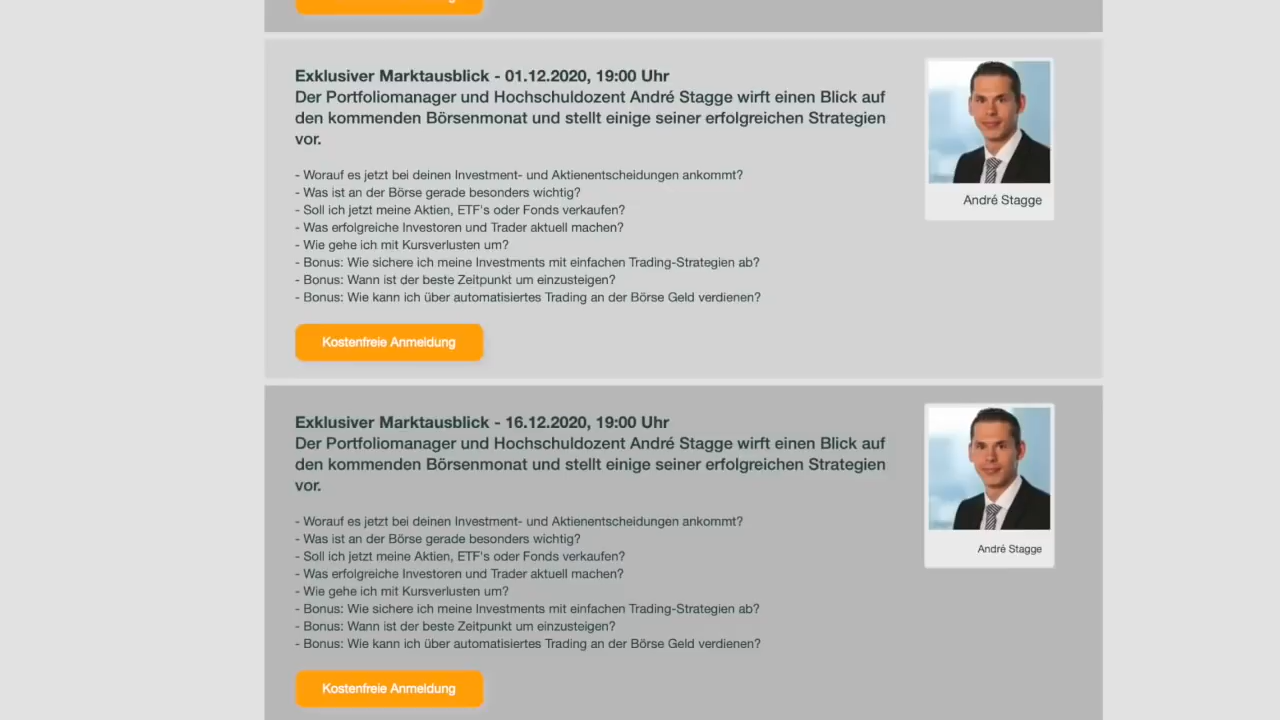 Exklusiver Marktausblick - 01.12.2020, 19:00 Uhr
Der Portfoliomanager und Hochschuldozent André Stagge wirft einen Blick auf
den kommenden Börsenmonat und stellt einige seiner erfolgreichen Strategien
vor.
- Worauf es jetzt bei deinen Investment- und Aktienentscheidungen ankommt?
- Was ist an der Börse gerade besonders wichtig?
- Soll ich jetzt meine Aktien, ETF's oder Fonds verkaufen?
- Was erfolgreiche Investoren und Trader aktuell machen?
- Wie gehe ich mit Kursverlusten um?
- Bonus: Wie sichere ich meine Investments mit einfachen Trading-Strategien ab?
- Bonus: Wann ist der beste Zeitpunkt um einzusteigen?
- Bonus: Wie kann ich über automatisiertes Trading an der Börse Geld verdienen?
Kostenfreie Anmeldung
André Stagge
Exklusiver Marktausblick - 16.12.2020, 19:00 Uhr
Der Portfoliomanager und Hochschuldozent André Stagge wirft einen Blick auf
den kommenden Börsenmonat und stellt einige seiner erfolgreichen Strategien
vor.
- Worauf es jetzt bei deinen Investment- und Aktienentscheidungen ankommt?
- Was ist an der Börse gerade besonders wichtig?
- Soll ich jetzt meine Aktien, ETF's oder Fonds verkaufen?
- Was erfolgreiche Investoren und Trader aktuell machen?
- Wie gehe ich mit Kursverlusten um?
- Bonus: Wie sichere ich meine Investments mit einfachen Trading-Strategien ab?
- Bonus: Wann ist der beste Zeitpunkt um einzusteigen?
- Bonus: Wie kann ich über automatisiertes Trading an der Börse Geld verdienen?
Kostenfreie Anmeldung
André Stagge